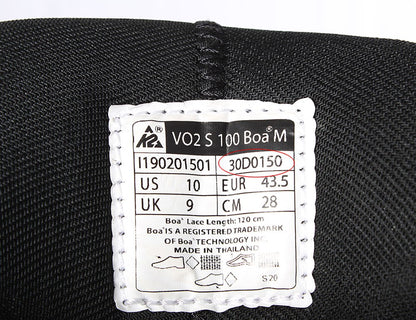 K2® VO2 S 100 Boa® M
I190201501 30D0150
US 10 EUR 43.5
UK 9 CM 28
Boa® Lace Length: 120 cm
Boa® IS A REGISTERED TRADEMARK
OF Boa® TECHNOLOGY INC.
MADE IN THAILAND
S20